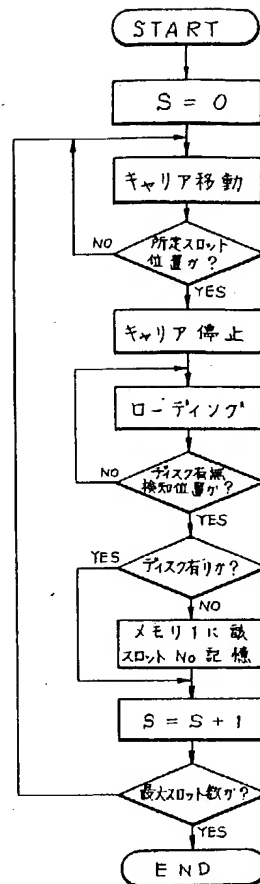 START
S = 0
キャリア移動
NO
所定スロット
位置か?
YES
キャリア停止
ローディング
NO
ディスク有無
検知位置か?
YES
YES
ディスク有りか?
NO
メモリ1に該
スロットNo記憶
S = S + 1
最大スロット数か?
YES
END